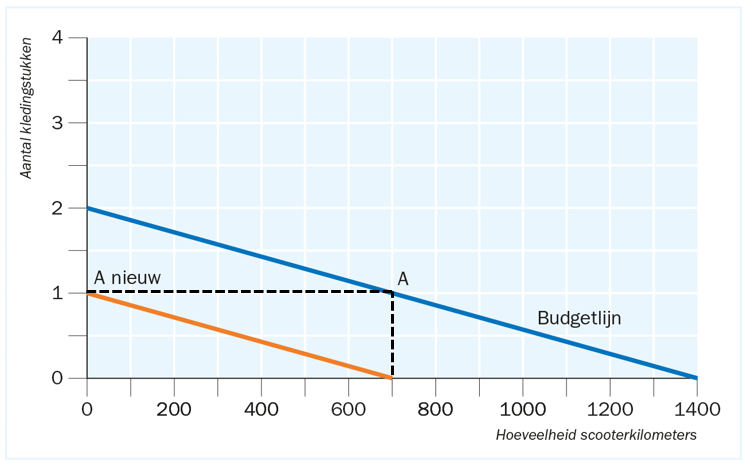 Aantal kledingstukken
4
3
2
1
0
A nieuw
A
Budgetlijn
0 200 400 600 800 1000 1200 1400
Hoeveelheid scooterkilometers